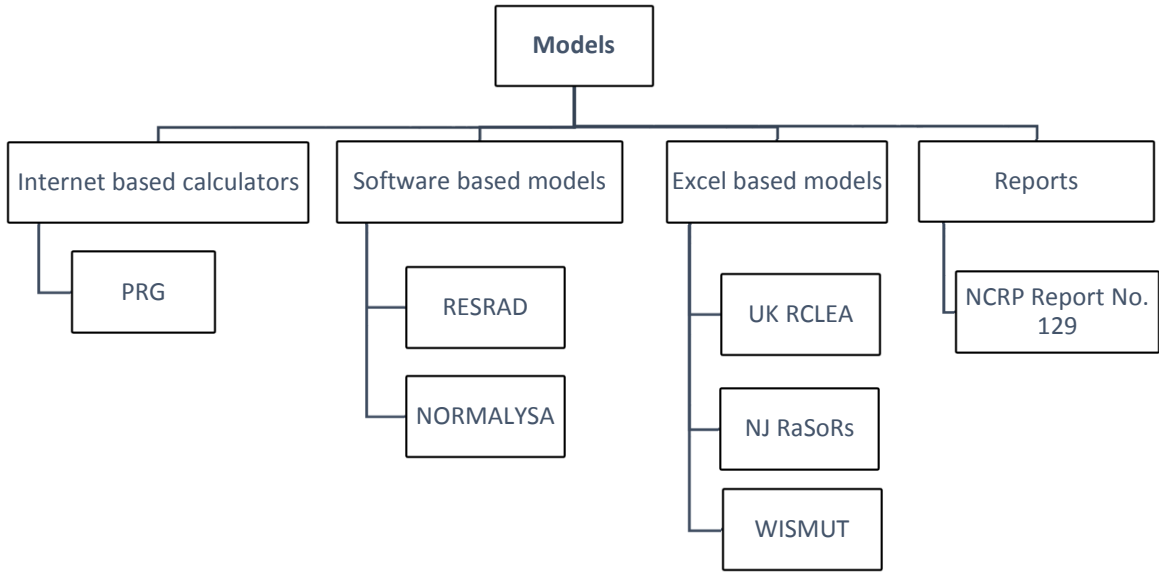 Models
Internet based calculators
Software based models
Excel based models
Reports
PRG
RESRAD
NORMALYSA
UK RCLEA
NJ RaSoRs
WISMUT
NCRP Report No.
129